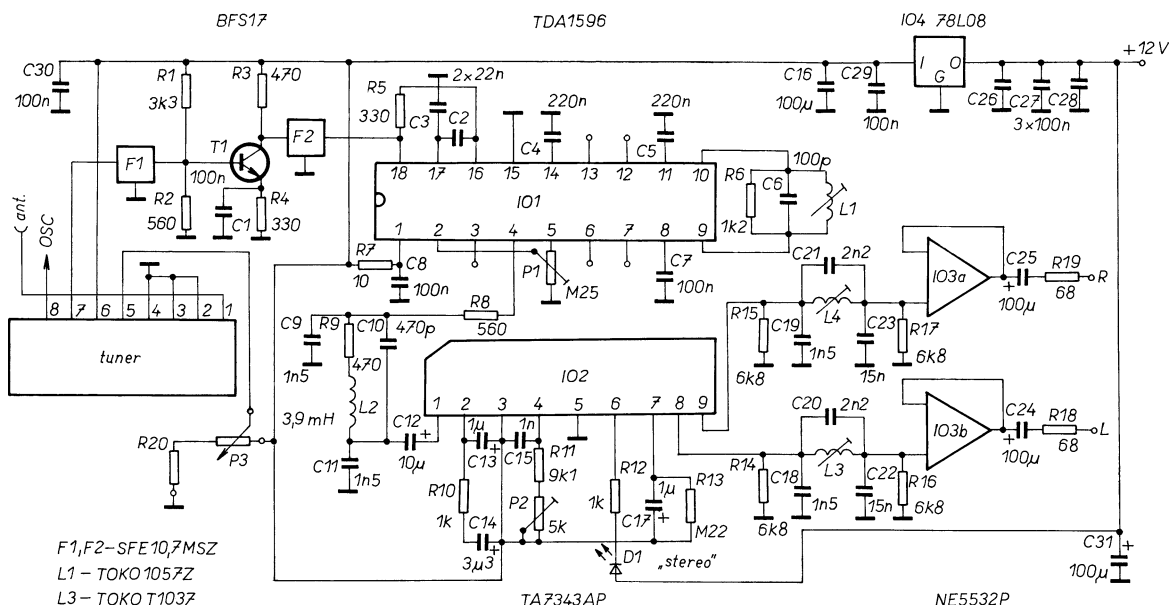 BFS17 TDA1596 IO4 78L08
+12V
C30 100n
R1 3k3
R3 470
R5 330
2×22n
C3 C2
220n C4
220n C5
C16 100µ
C29 100n
I O G
C26 C27 C28
3×100n
F1
100n
T1
F2
R2 560
C1
R4 330
18 17 16 15 14 13 12 11 10
IO1
1 2 3 4 5 6 7 8 9
R6 1k2
100p
C6
L1
ant.
OSC
R7 10
C8 100n
P1 M25
C7 100n
C21 2n2
IO3a
C25 100µ
R19 68
R
8 7 6 5 4 3 2 1
tuner
C9 1n5
R9 470
C10 470p
R8 560
R15 6k8
C19 1n5
L4
C23 15n
R17 6k8
IO2
1 2 3 4 5 6 7 8 9
L2
3,9 mH
C12 10µ
C11 1n5
1µ C13
1n C15
R11 9k1
R10 1k
P2 5k
C14 3µ3
R12 1k
1µ C17
R13 M22
D1
„stereo"
R20
P3
C20 2n2
R14 6k8
C18 1n5
L3
C22 15n
R16 6k8
IO3b
C24 100µ
R18 68
L
C31 100µ
F1,F2–SFE10,7MSZ
L1 – TOKO1057Z
L3 – TOKO T1037
TA7343AP NE5532P